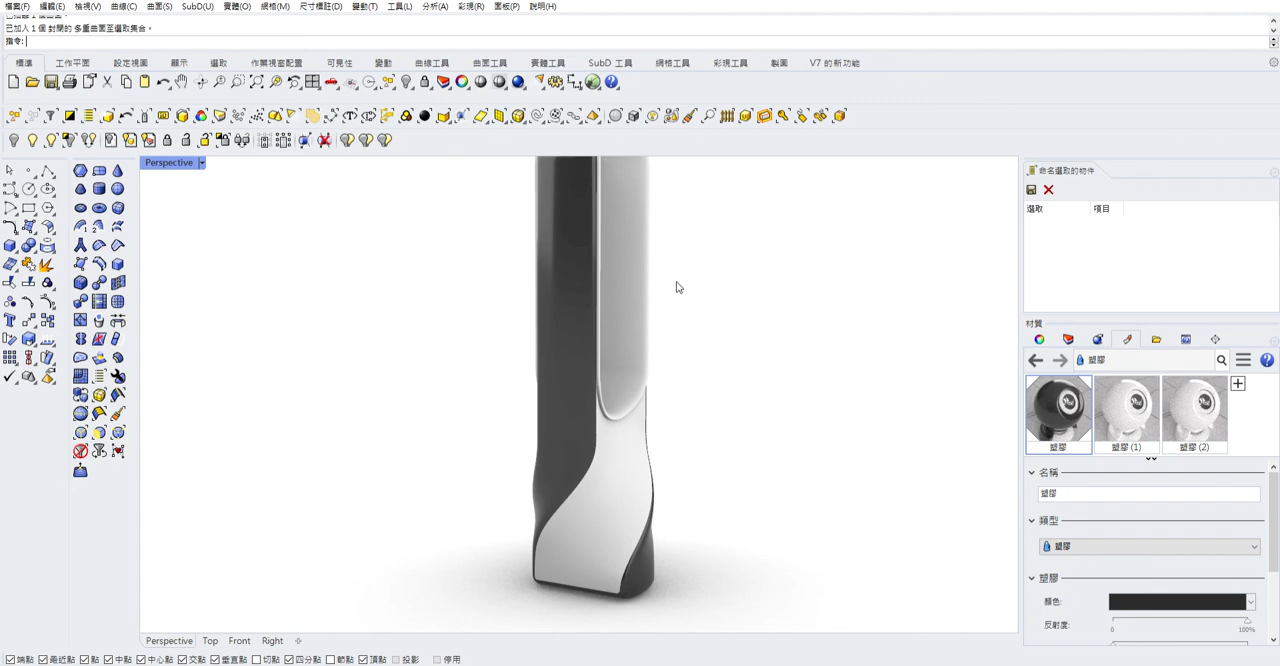 檔案(F) 編輯(E) 檢視(V) 曲線(C) 曲面(S) SubD(U) 實體(O) 網格(M) 尺寸標註(D) 變動(T) 工具(L) 分析(A) 彩現(R) 面板(P) 說明(H)
已加入 1 個 封閉的 多重曲面至選取集合。
指令:
標準 工作平面 設定視圖 顯示 選取 作業視窗配置 可見性 變動 曲線工具 曲面工具 實體工具 SubD 工具 網格工具 彩現工具 製圖 V7 的新功能
Perspective
命名選取的物件
選取 項目
材質
塑膠
塑膠 塑膠 (1) 塑膠 (2)
名稱
塑膠
類型
塑膠
塑膠
顏色:
反射度:
0 100%
Perspective Top Front Right
端點 最近點 點 中點 中心點 交點 垂直點 切點 四分點 節點 頂點 投影 停用